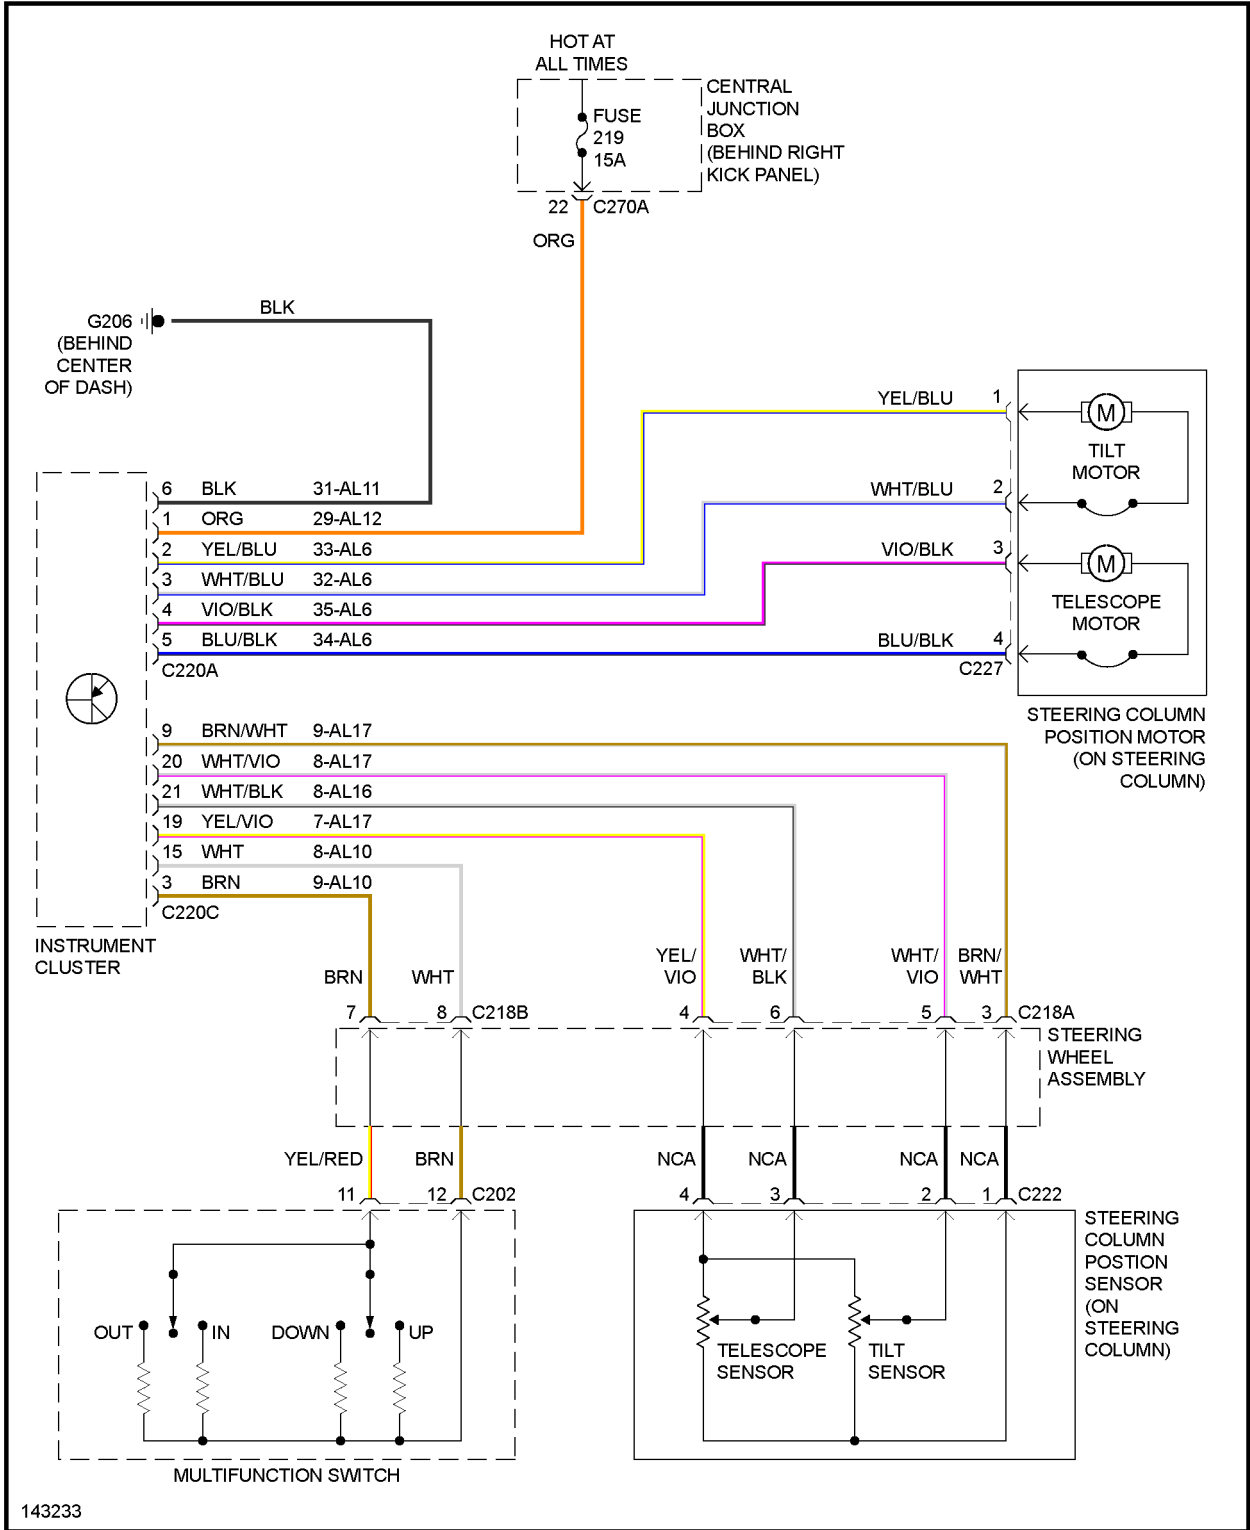 HOT AT
ALL TIMES
CENTRAL
JUNCTION
BOX
(BEHIND RIGHT
KICK PANEL)
FUSE
219
15A
22 C270A
ORG
BLK
G206
(BEHIND
CENTER
OF DASH)
YEL/BLU 1
WHT/BLU 2
VIO/BLK 3
BLU/BLK 4
C227
M
TILT
MOTOR
M
TELESCOPE
MOTOR
STEERING COLUMN
POSITION MOTOR
(ON STEERING
COLUMN)
6 BLK 31-AL11
1 ORG 29-AL12
2 YEL/BLU 33-AL6
3 WHT/BLU 32-AL6
4 VIO/BLK 35-AL6
5 BLU/BLK 34-AL6
C220A
9 BRN/WHT 9-AL17
20 WHT/VIO 8-AL17
21 WHT/BLK 8-AL16
19 YEL/VIO 7-AL17
15 WHT 8-AL10
3 BRN 9-AL10
C220C
INSTRUMENT
CLUSTER
BRN
WHT
YEL/
VIO
WHT/
BLK
WHT/
VIO
BRN/
WHT
7 8 C218B
4 6 5 3 C218A
STEERING
WHEEL
ASSEMBLY
YEL/RED BRN
NCA NCA NCA NCA
11 12 C202
4 3 2 1 C222
STEERING
COLUMN
POSTION
SENSOR
(ON
STEERING
COLUMN)
OUT IN DOWN UP
TELESCOPE
SENSOR
TILT
SENSOR
MULTIFUNCTION SWITCH
143233